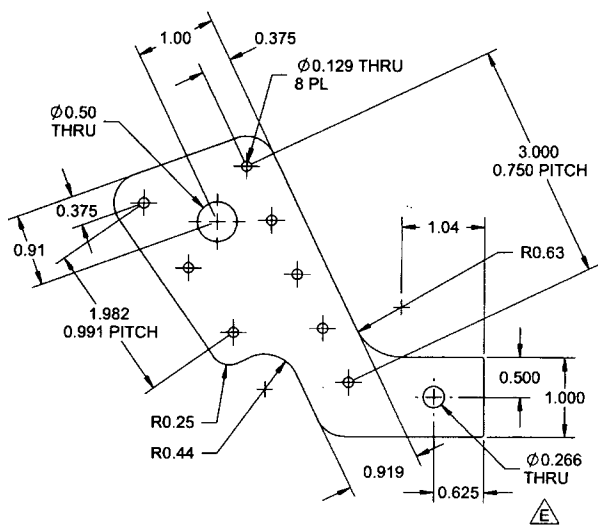 1.00
0.375
Ø0.129 THRU
8 PL
Ø0.50
THRU
3.000
0.750 PITCH
0.375
0.91
1.04
R0.63
1.982
0.991 PITCH
0.500
1.000
R0.25
R0.44
0.919
0.625
Ø0.266
THRU
E